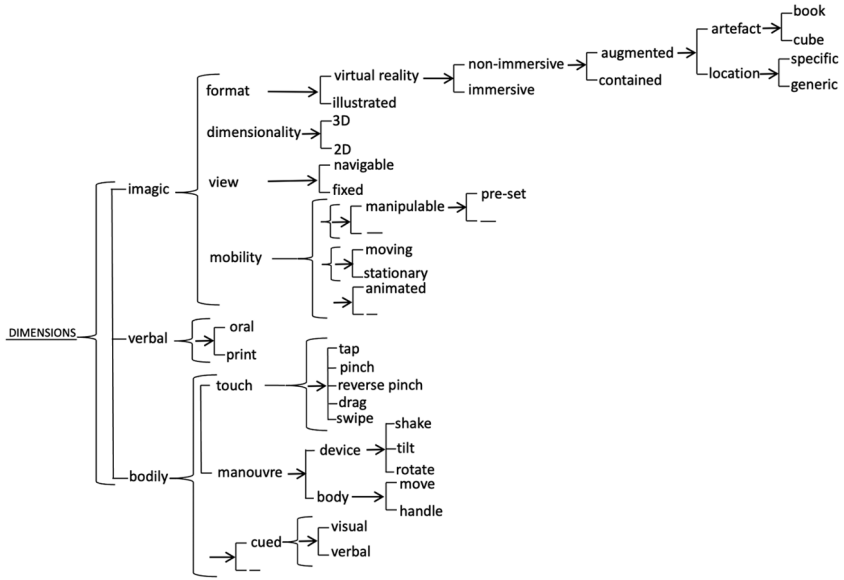 DIMENSIONS
imagic
format
virtual reality
non-immersive
augmented
artefact
book
cube
location
specific
generic
contained
immersive
illustrated
dimensionality
3D
2D
view
navigable
fixed
mobility
manipulable
pre-set
moving
stationary
animated
verbal
oral
print
bodily
touch
tap
pinch
reverse pinch
drag
swipe
manouvre
device
shake
tilt
rotate
body
move
handle
cued
visual
verbal